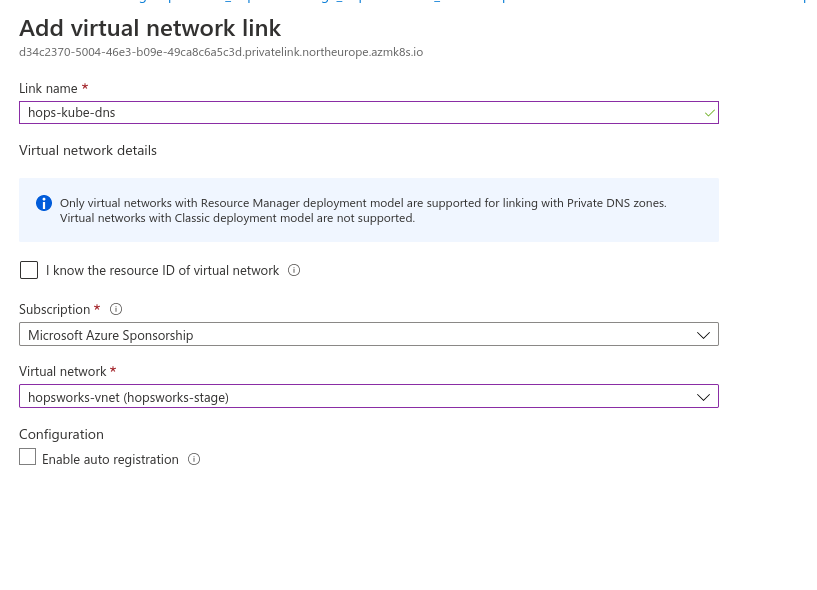 Add virtual network link
d34c2370-5004-46e3-b09e-49ca8c6a5c3d.privatelink.northeurope.azmk8s.io
Link name *
hops-kube-dns
Virtual network details
Only virtual networks with Resource Manager deployment model are supported for linking with Private DNS zones.
Virtual networks with Classic deployment model are not supported.
I know the resource ID of virtual network
Subscription *
Microsoft Azure Sponsorship
Virtual network *
hopsworks-vnet (hopsworks-stage)
Configuration
Enable auto registration